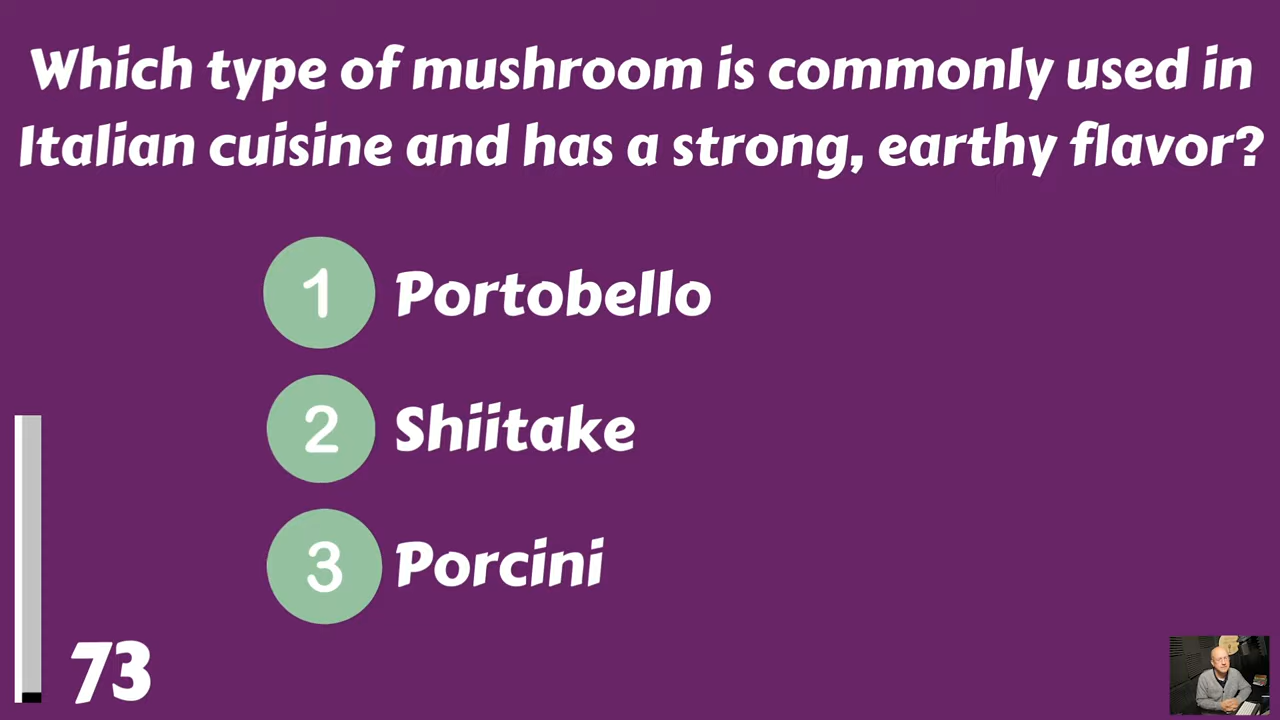 Which type of mushroom is commonly used in
Italian cuisine and has a strong, earthy flavor?
1 Portobello
2 Shiitake
3 Porcini
73